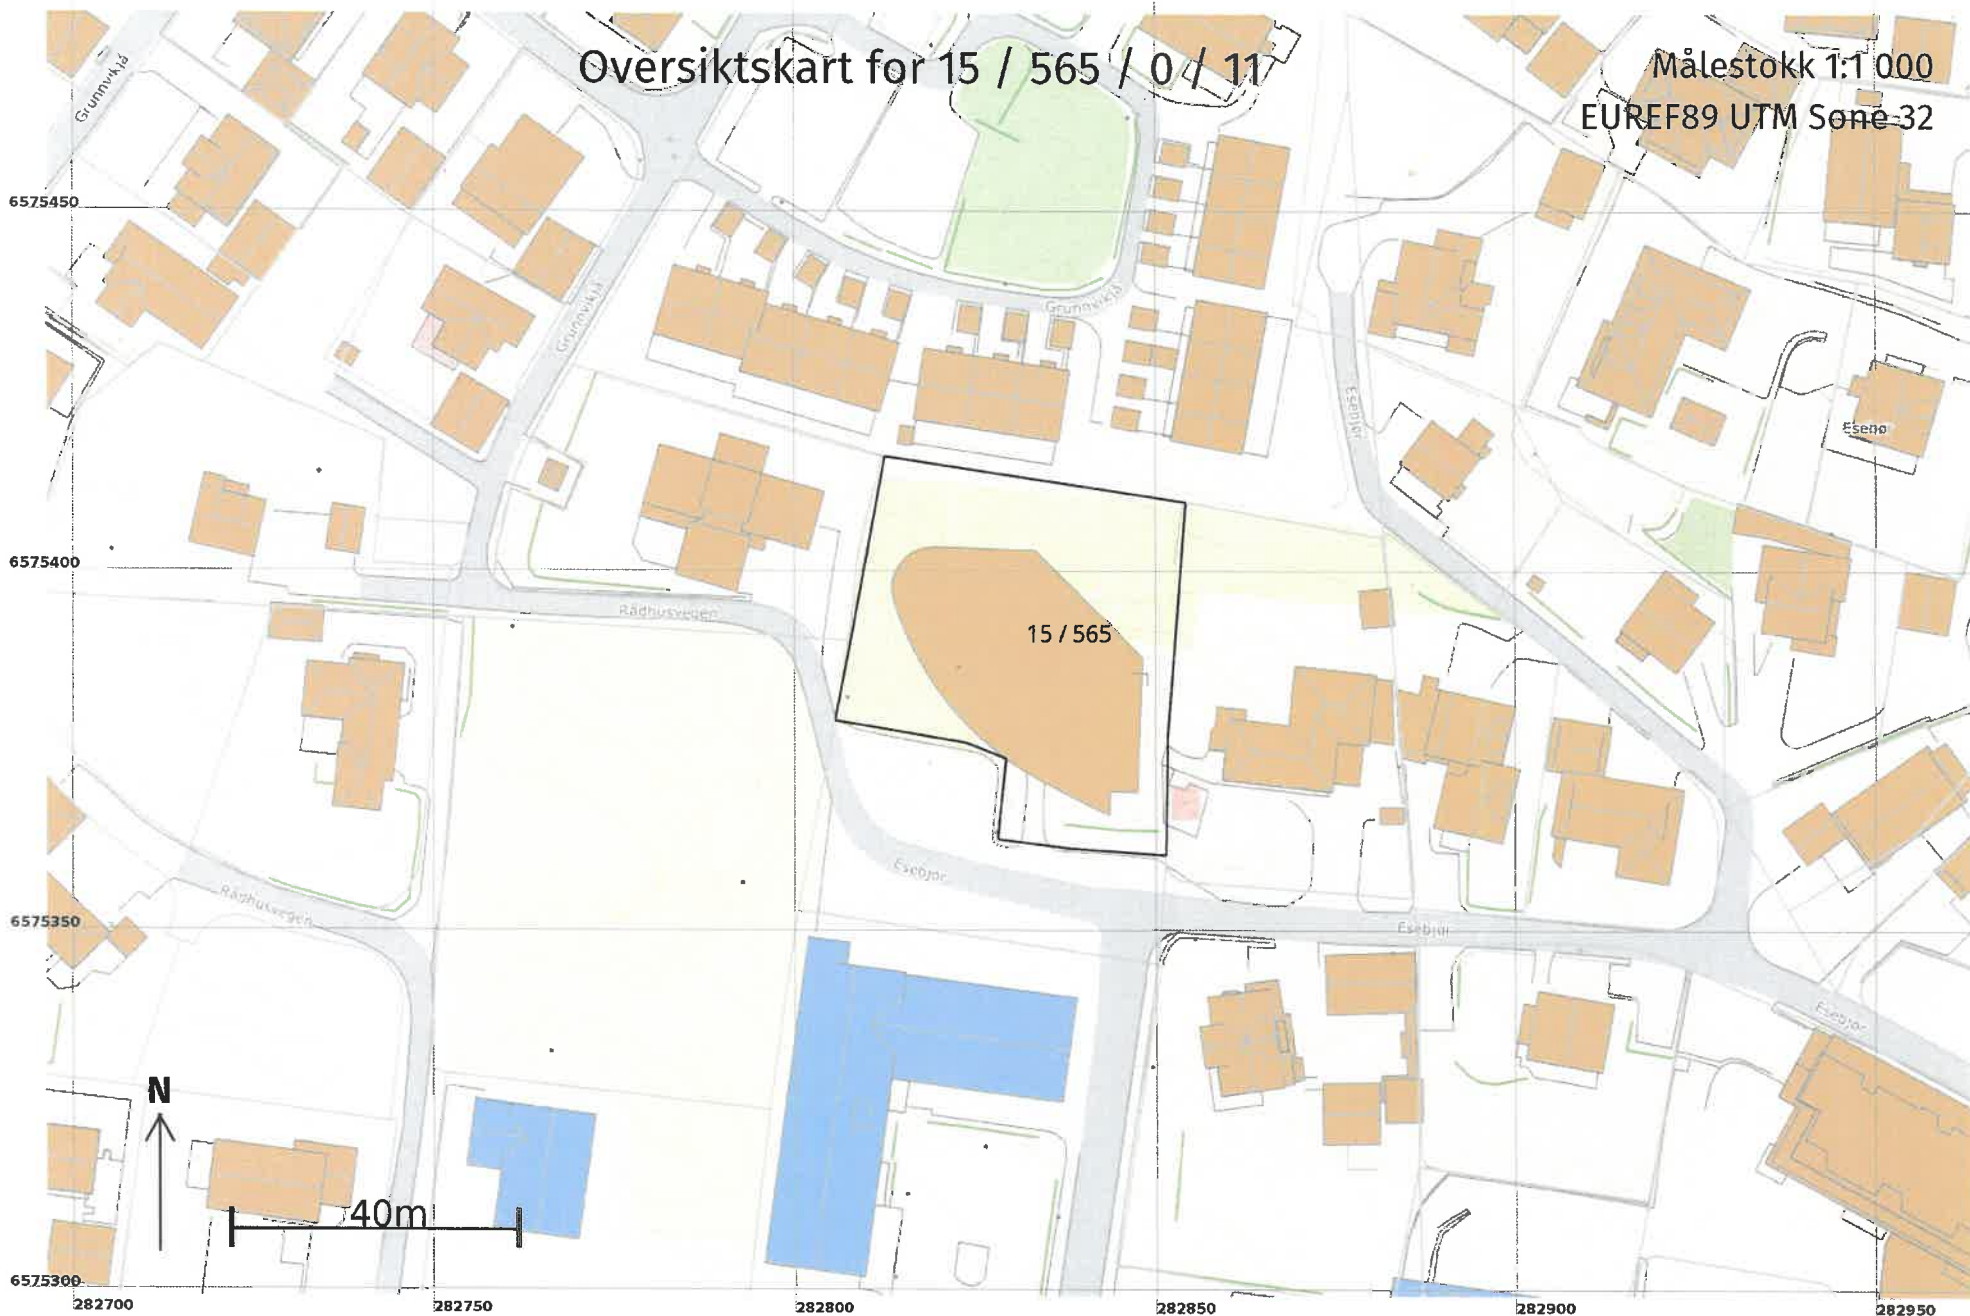 Oversiktskart for 15 / 565 / 0 / 11
Målestokk 1:1 000
EUREF89 UTM Sone 32
Grunnvikjå
6575450
Grunnvikjå
Grunnvikjå
Esebjør
Esenø
6575400
Rådhusvegen
15 / 565
Esebjør
Rådhusvegen
6575350
Esebjør
N
40m
6575300
282700
282750
282800
282850
282900
282950